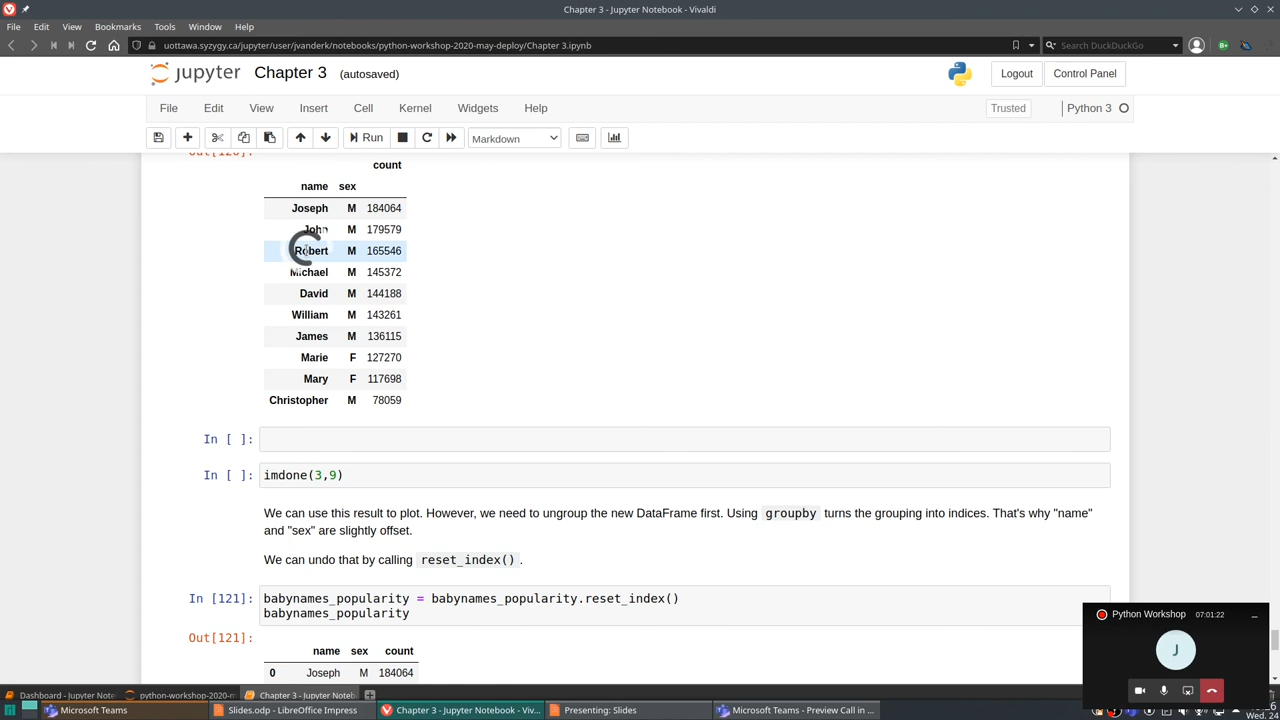 Chapter 3 - Jupyter Notebook - Vivaldi
File Edit View Bookmarks Tools Window Help
uottawa.syzygy.ca/jupyter/user/jvanderk/notebooks/python-workshop-2020-may-deploy/Chapter 3.ipynb
Search DuckDuckGo
jupyter Chapter 3 (autosaved)
Logout Control Panel
File Edit View Insert Cell Kernel Widgets Help
Trusted Python 3
Run Markdown
Out[120]:
count
name sex
Joseph M 184064
John M 179579
Robert M 165546
Michael M 145372
David M 144188
William M 143261
James M 136115
Marie F 127270
Mary F 117698
Christopher M 78059
In [ ]:
In [ ]: imdone(3,9)
We can use this result to plot. However, we need to ungroup the new DataFrame first. Using groupby turns the grouping into indices. That's why "name"
and "sex" are slightly offset.
We can undo that by calling reset_index() .
In [121]: babynames_popularity = babynames_popularity.reset_index()
babynames_popularity
Out[121]:
name sex count
0 Joseph M 184064
Python Workshop 07:01:22
J
Dashboard - Jupyter Note python-workshop-2020-m Chapter 3 - Jupyter Noteb
Microsoft Teams Slides.odp - LibreOffice Impress Chapter 3 - Jupyter Notebook - Viv... Presenting: Slides Microsoft Teams - Preview Call in ...
Wed. 24